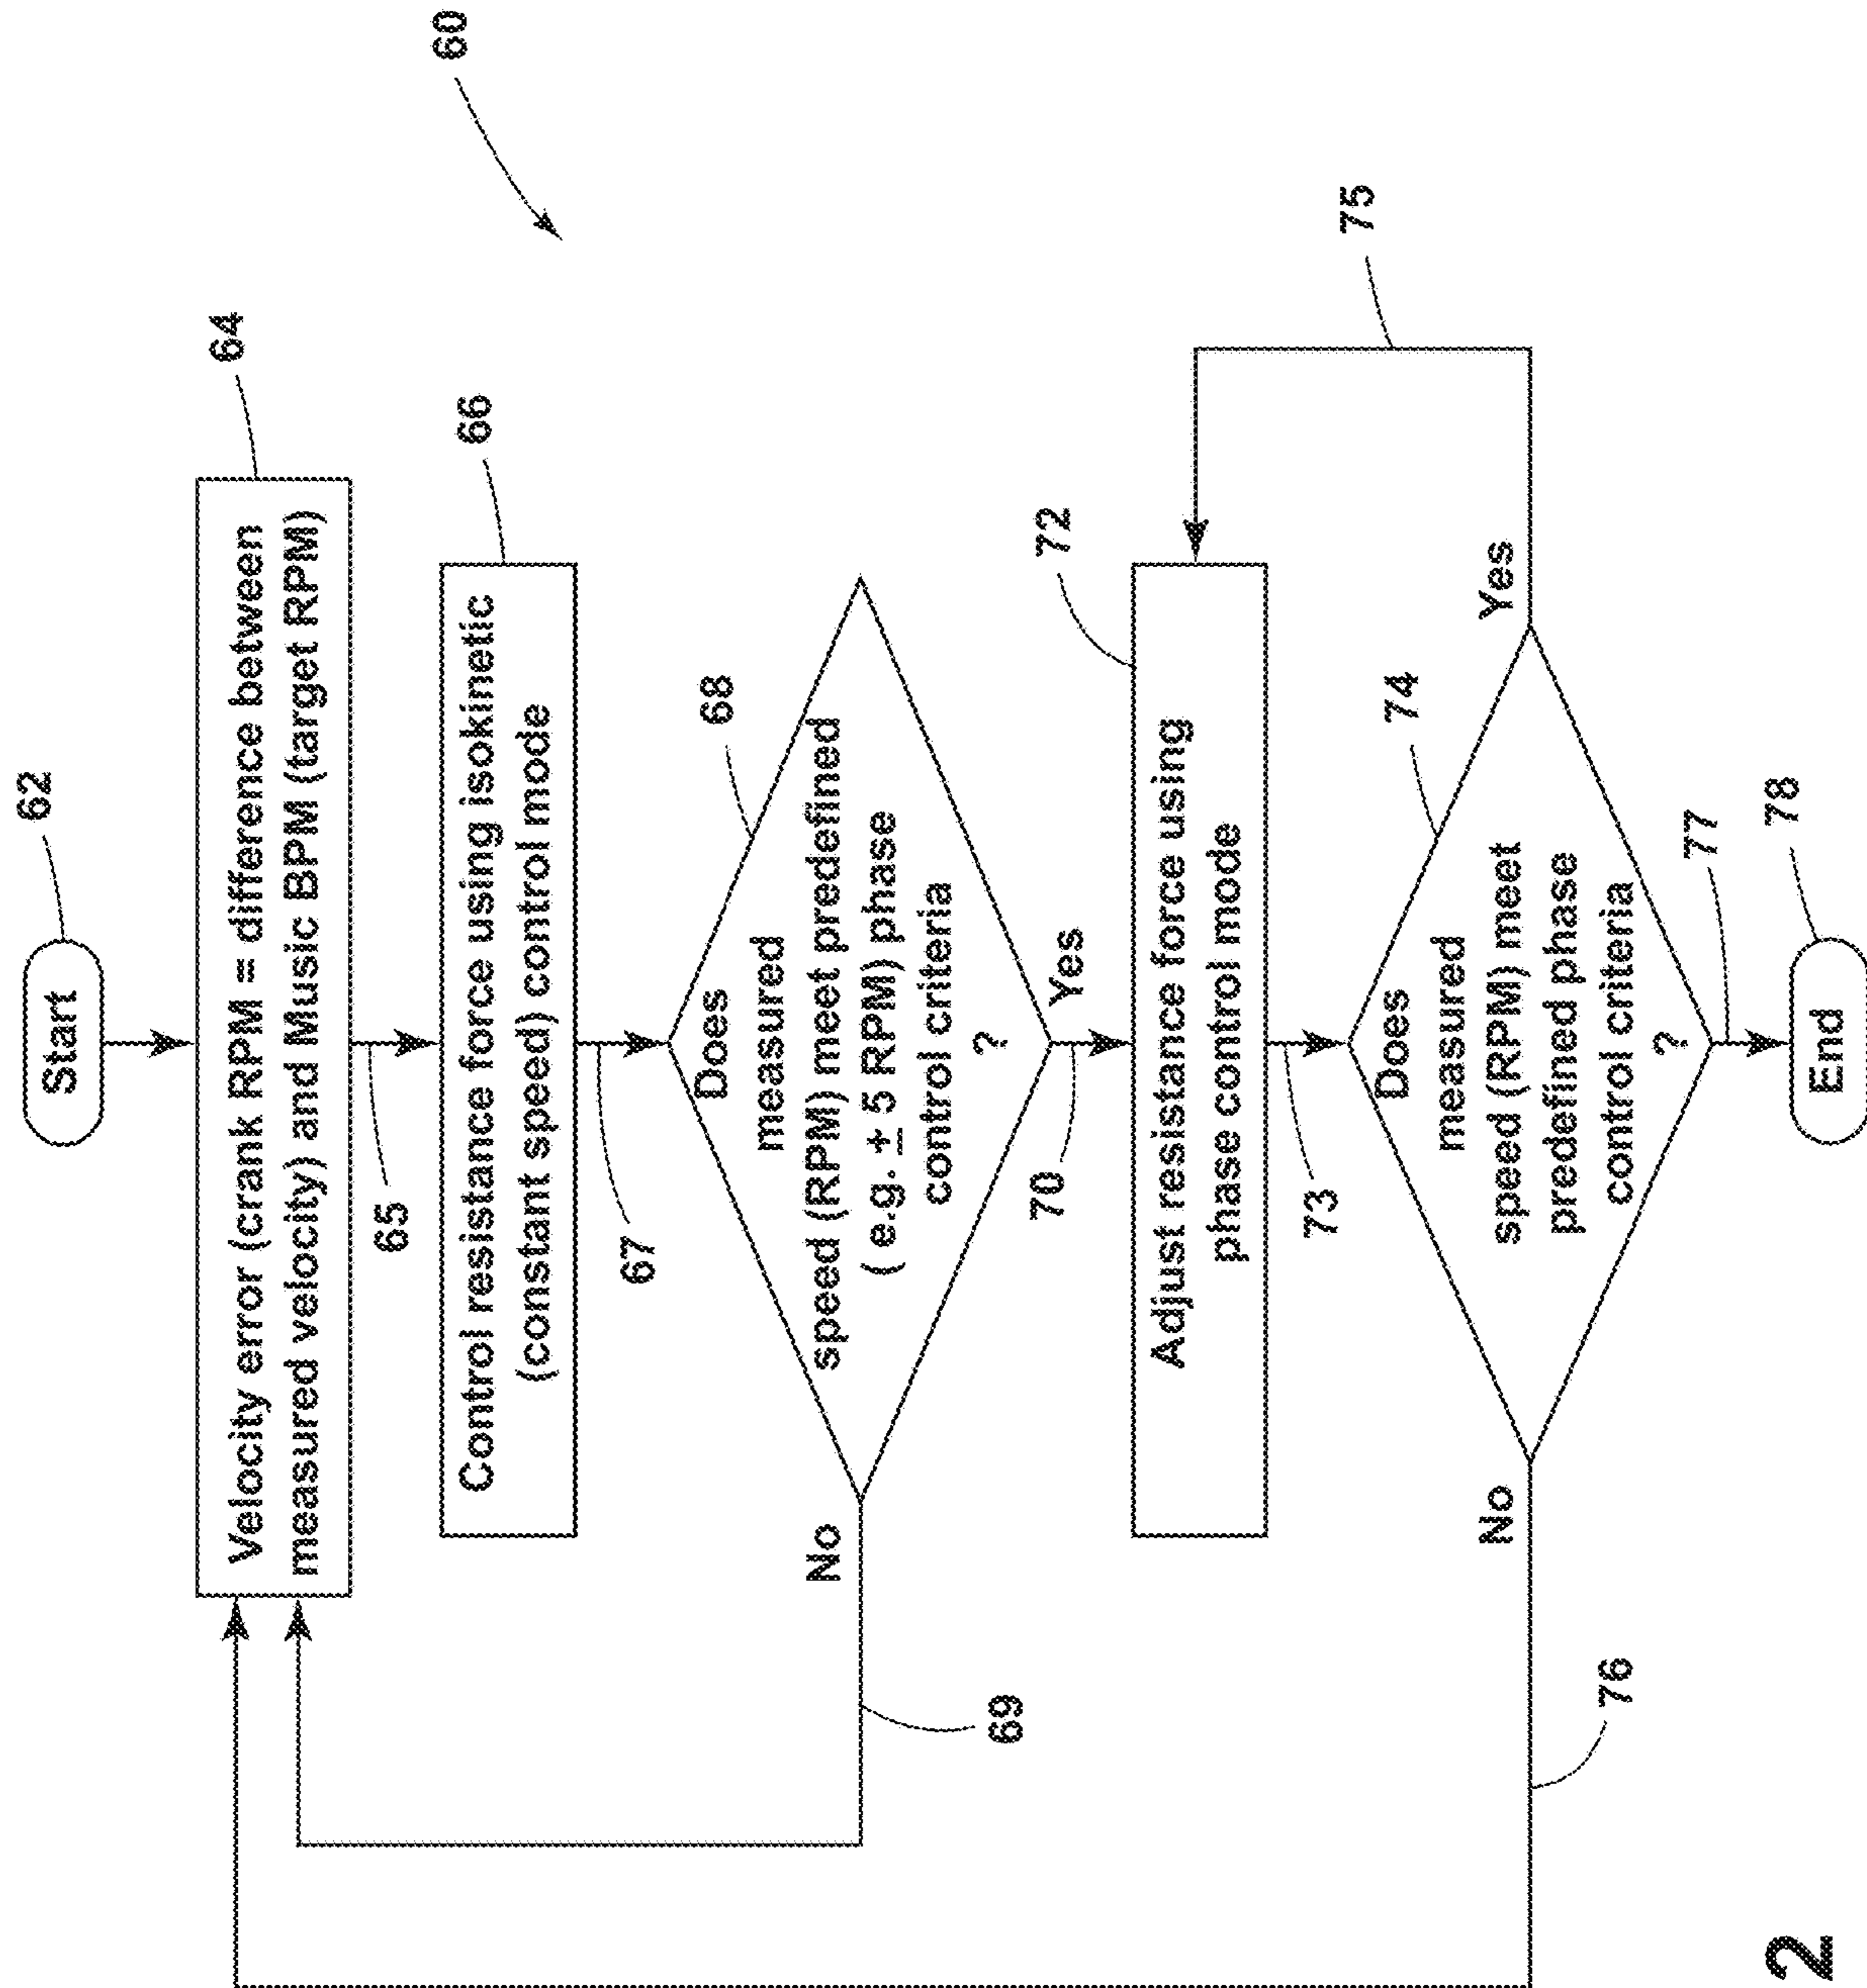 62
Start
60
64
Velocity error (crank RPM = difference between
measured velocity) and Music BPM (target RPM)
65
66
Control resistance force using isokinetic
(constant speed) control mode
67
68
Does
measured
speed (RPM) meet predefined
( e.g. ± 5 RPM) phase
control criteria
?
No
69
Yes
70
72
Adjust resistance force using
phase control mode
73
74
Does
measured
speed (RPM) meet
predefined phase
control criteria
?
Yes
75
No
76
77
78
End
2